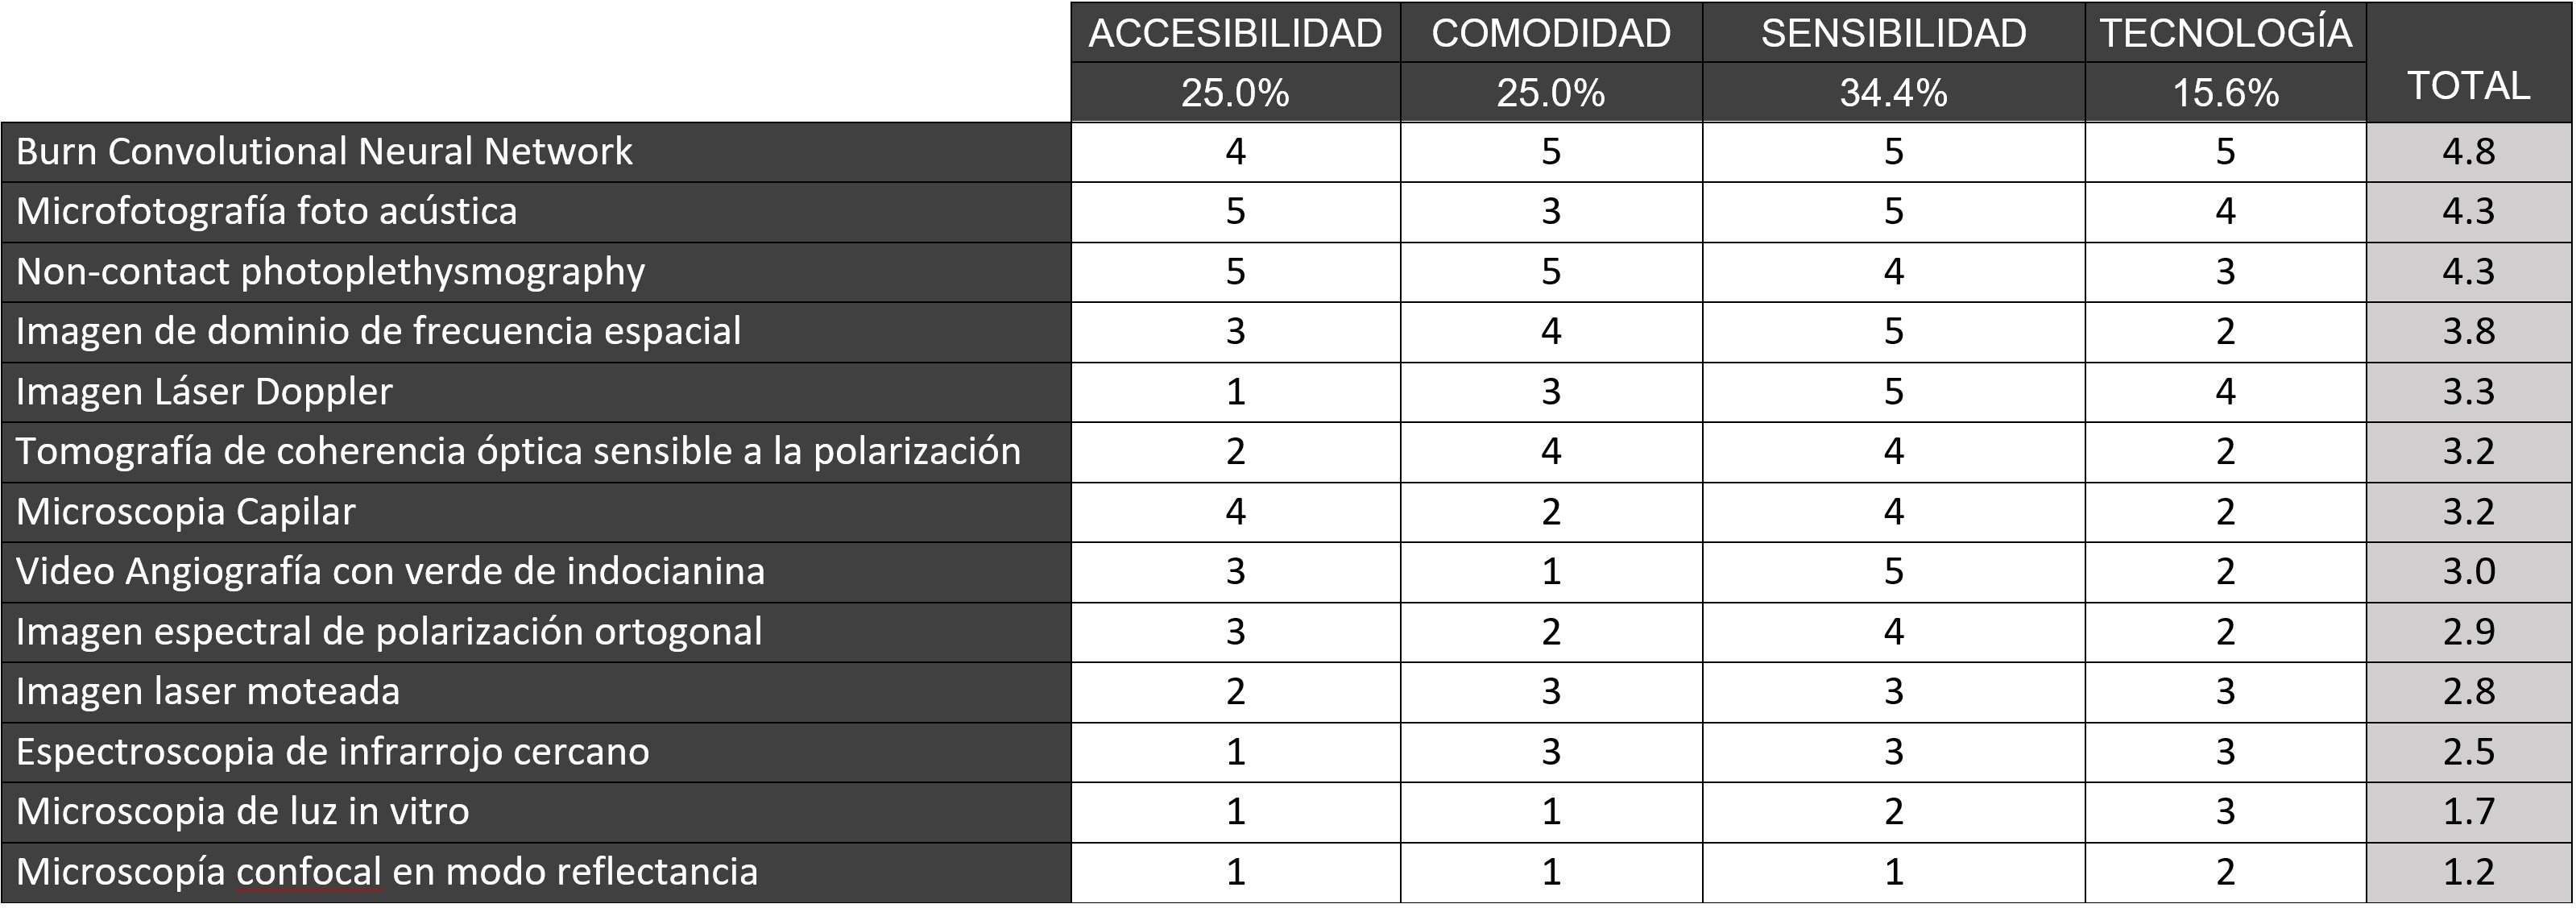 ACCESIBILIDAD COMODIDAD SENSIBILIDAD TECNOLOGÍA TOTAL
25.0% 25.0% 34.4% 15.6%
Burn Convolutional Neural Network 4 5 5 5 4.8
Microfotografía foto acústica 5 3 5 4 4.3
Non-contact photoplethysmography 5 5 4 3 4.3
Imagen de dominio de frecuencia espacial 3 4 5 2 3.8
Imagen Láser Doppler 1 3 5 4 3.3
Tomografía de coherencia óptica sensible a la polarización 2 4 4 2 3.2
Microscopia Capilar 4 2 4 2 3.2
Video Angiografía con verde de indocianina 3 1 5 2 3.0
Imagen espectral de polarización ortogonal 3 2 4 2 2.9
Imagen laser moteada 2 3 3 3 2.8
Espectroscopia de infrarrojo cercano 1 3 3 3 2.5
Microscopia de luz in vitro 1 1 2 3 1.7
Microscopía confocal en modo reflectancia 1 1 1 2 1.2